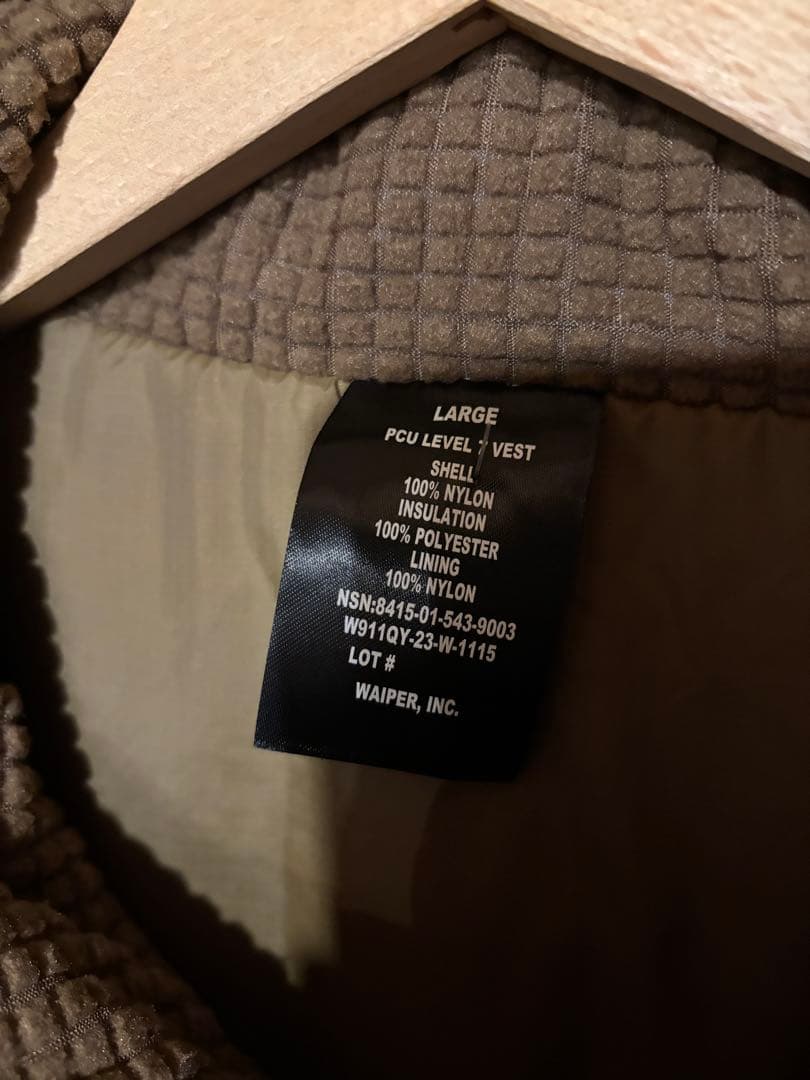 LARGE
PCU LEVEL 7 VEST
SHELL
100% NYLON
INSULATION
100% POLYESTER
LINING
100% NYLON
NSN:8415-01-543-9003
W911QY-23-W-1115
LOT #
WAIPER, INC.